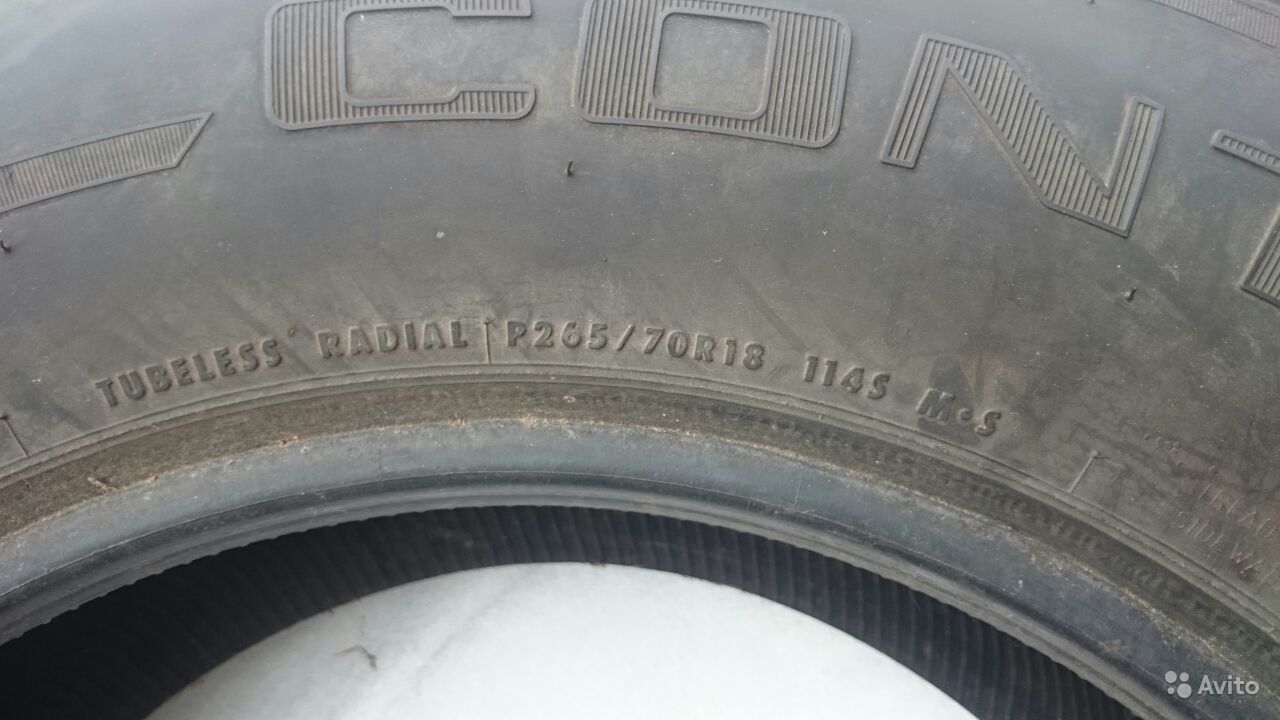 CON
TUBELESS RADIAL P265/70R18 114S M•S
Avito